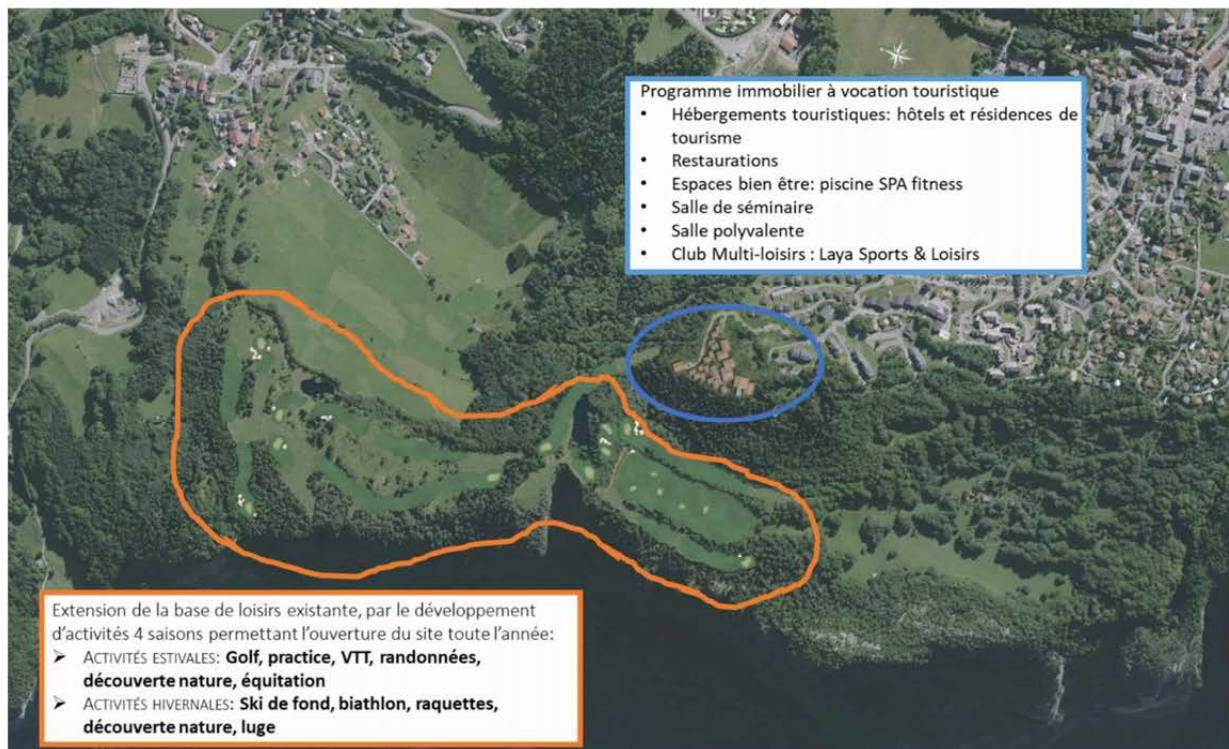 Programme immobilier à vocation touristique
• Hébergements touristiques: hôtels et résidences de
tourisme
• Restaurations
• Espaces bien être: piscine SPA fitness
• Salle de séminaire
• Salle polyvalente
• Club Multi-loisirs : Laya Sports & Loisirs
Extension de la base de loisirs existante, par le développement
d'activités 4 saisons permettant l'ouverture du site toute l'année:
➢ ACTIVITÉS ESTIVALES: Golf, practice, VTT, randonnées,
découverte nature, équitation
➢ ACTIVITÉS HIVERNALES: Ski de fond, biathlon, raquettes,
découverte nature, luge